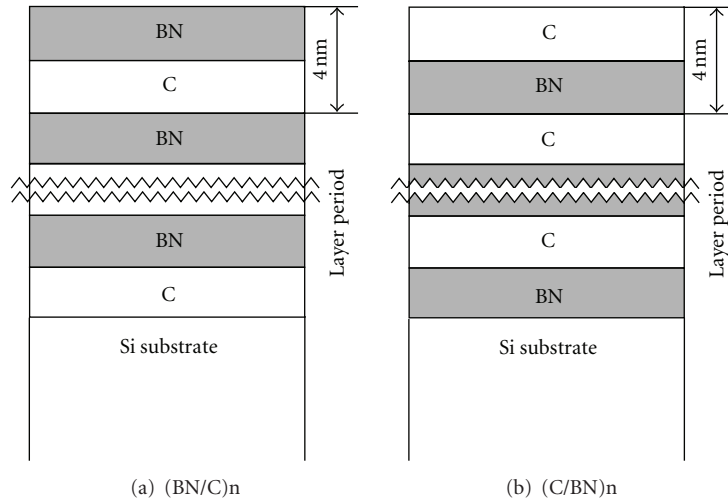 BN
C
BN
BN
C
Si substrate
4 nm
Layer period
(a) (BN/C)n
C
BN
C
C
BN
Si substrate
4 nm
Layer period
(b) (C/BN)n